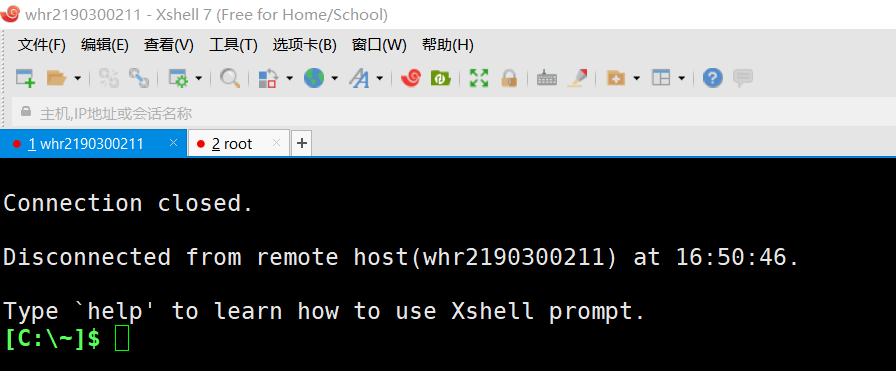 whr2190300211 - Xshell 7 (Free for Home/School)
文件(F) 编辑(E) 查看(V) 工具(T) 选项卡(B) 窗口(W) 帮助(H)
主机,IP地址或会话名称
1 whr2190300211 × 2 root × +
Connection closed.
Disconnected from remote host(whr2190300211) at 16:50:46.
Type `help' to learn how to use Xshell prompt.
[C:\~]$